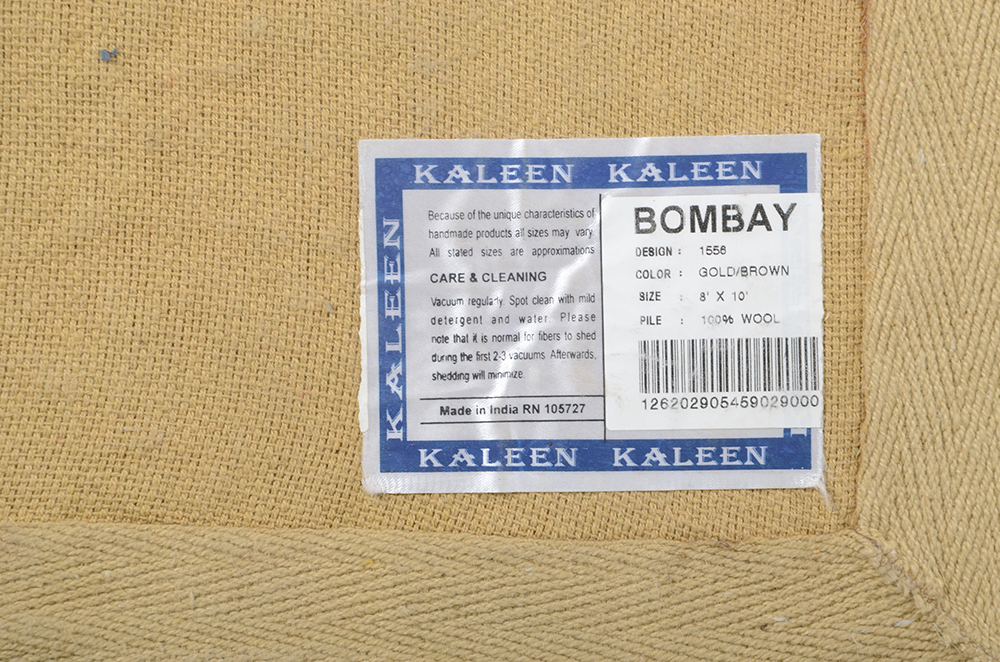 KALEEN KALEEN
KALEEN
Because of the unique characteristics of
handmade products all sizes may vary.
All stated sizes are approximations
CARE & CLEANING
Vacuum regularly. Spot clean with mild
detergent and water. Please
note that it is normal for fibers to shed
during the first 2-3 vacuums. Afterwards,
shedding will minimize.
Made in India RN 105727
BOMBAY
DESIGN : 1556
COLOR : GOLD/BROWN
SIZE : 8' X 10'
PILE : 100% WOOL
126202905459029000
KALEEN KALEEN